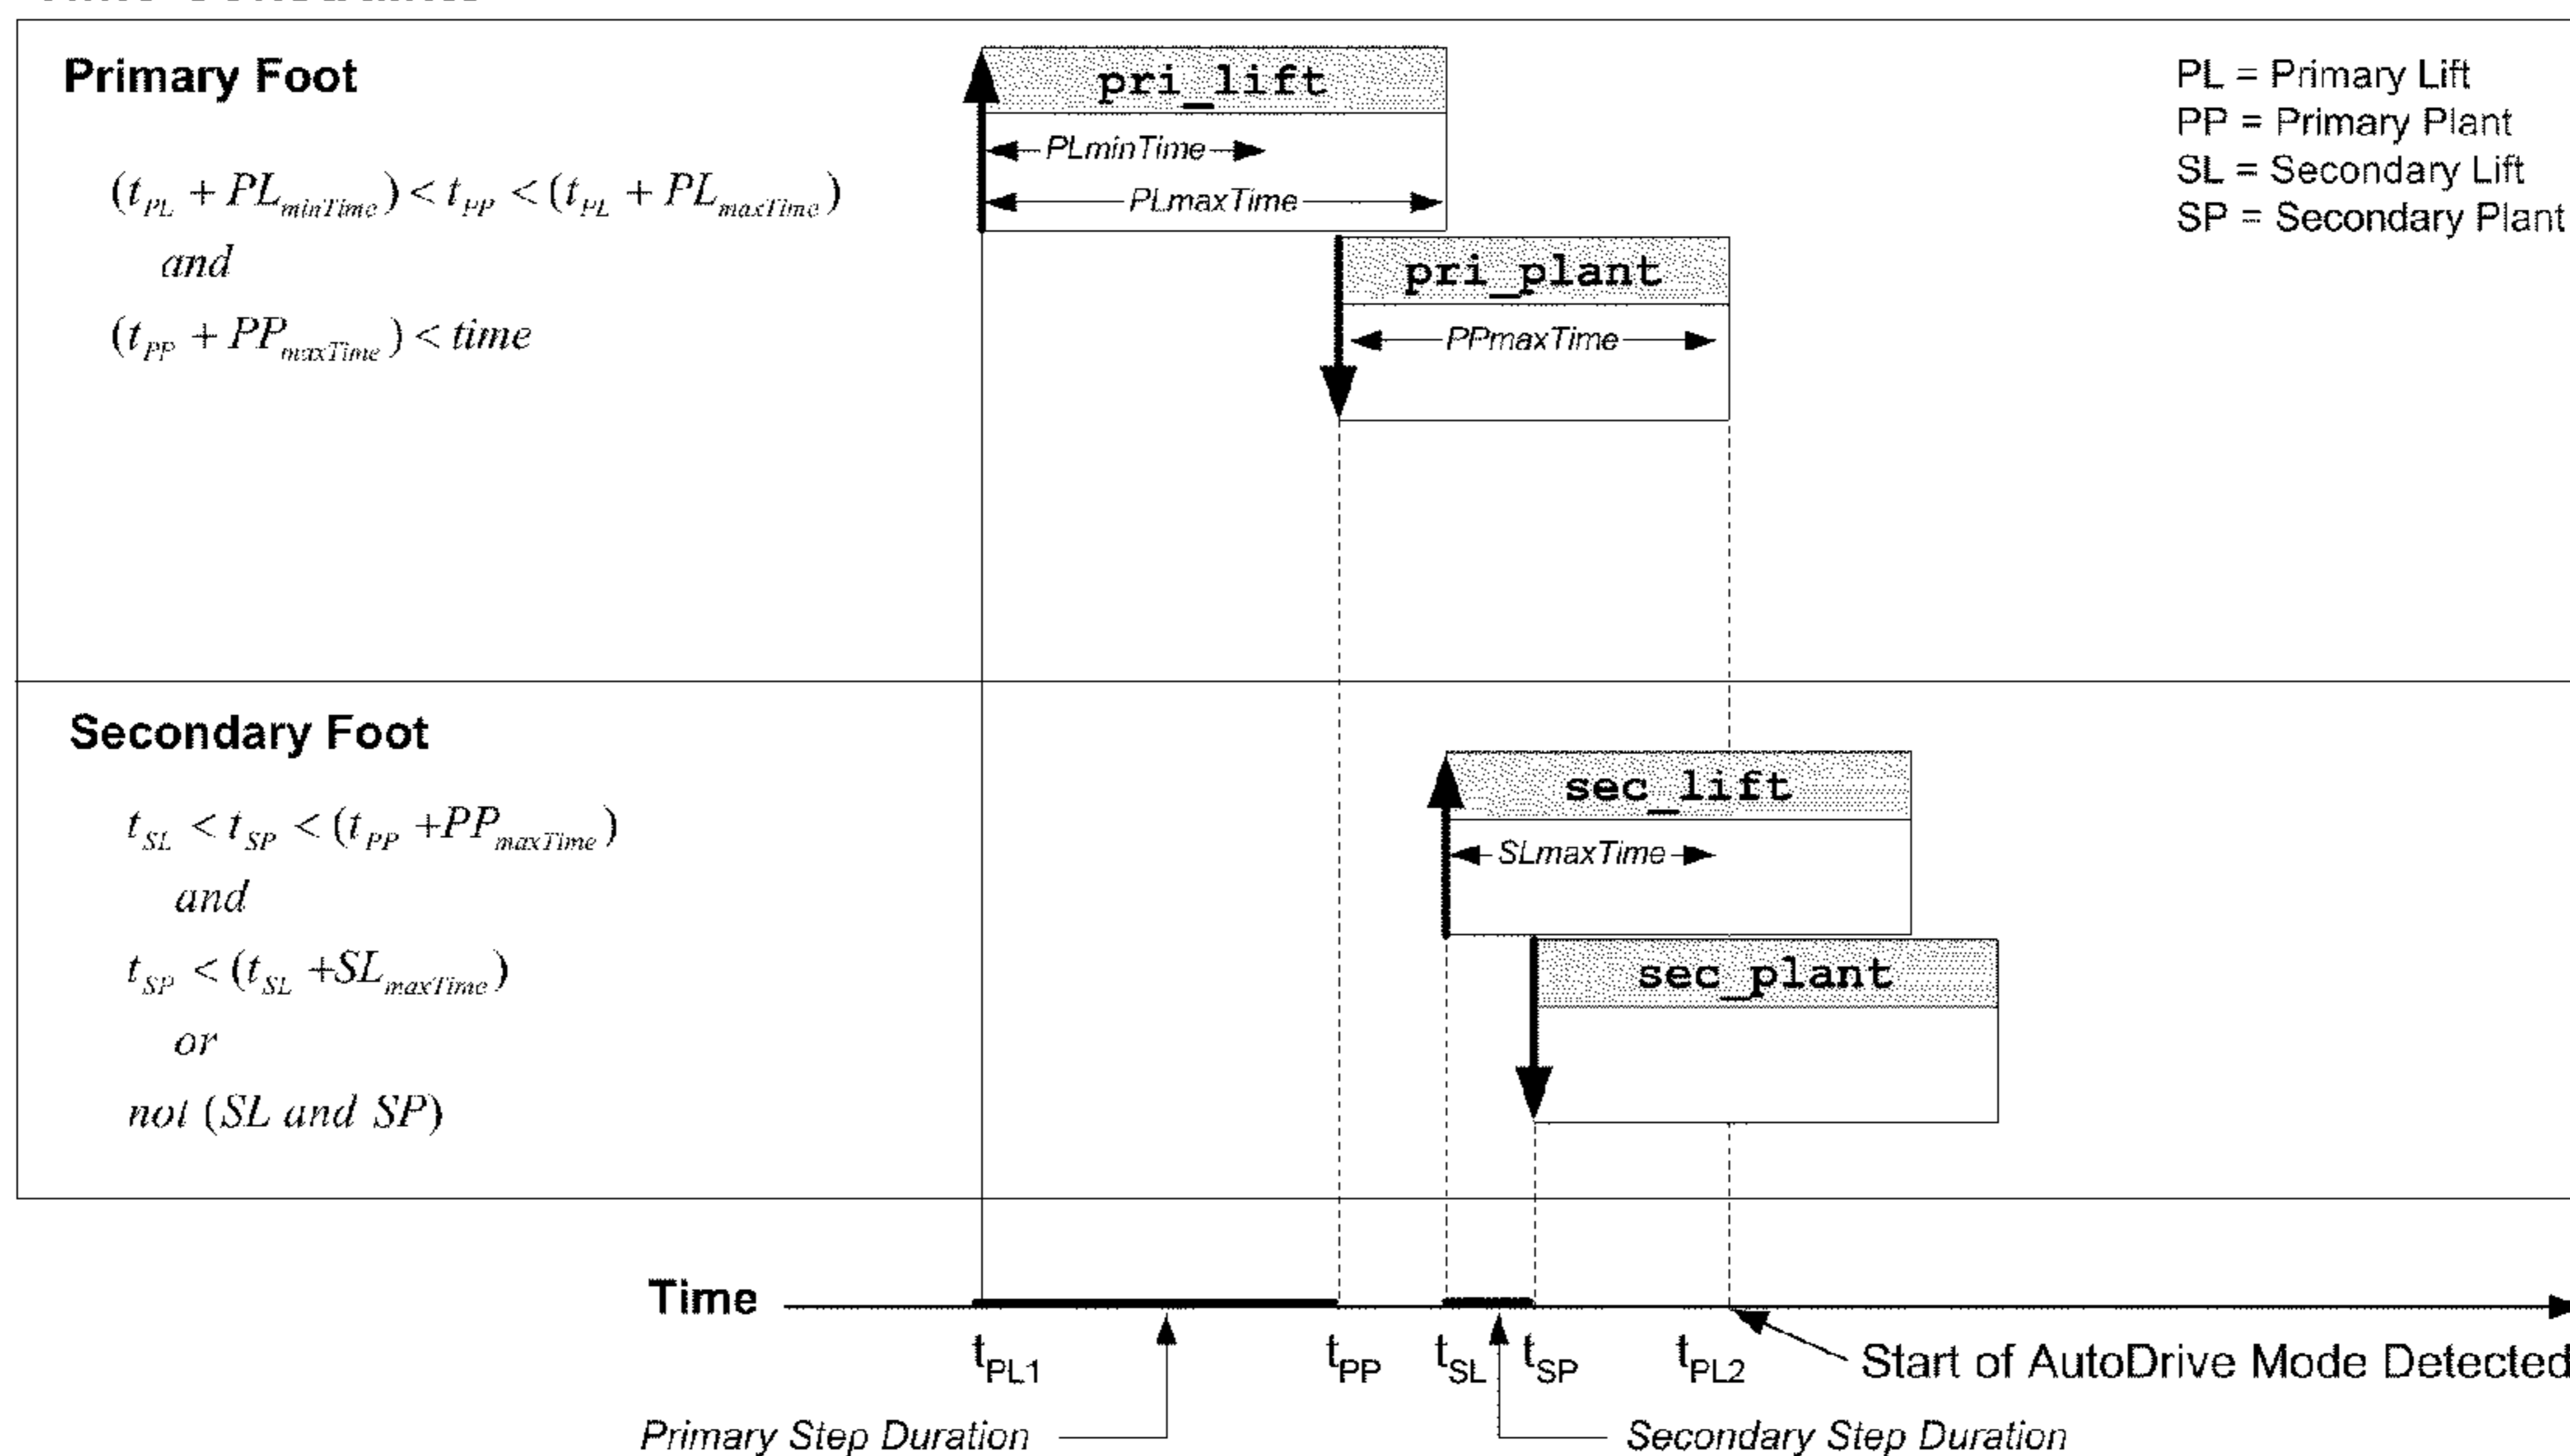 Primary Foot
(t_PL + PL_minTime) < t_PP < (t_PL + PL_maxTime)
and
(t_PP + PP_maxTime) < time
pri_lift
PLminTime
PLmaxTime
pri_plant
PPmaxTime
PL = Primary Lift
PP = Primary Plant
SL = Secondary Lift
SP = Secondary Plant
Secondary Foot
t_SL < t_SP < (t_PP +PP_maxTime)
and
t_SP < (t_SL +SL_maxTime)
or
not (SL and SP)
sec_lift
SLmaxTime
sec_plant
Time
t_PL1 t_PP t_SL t_SP t_PL2 Start of AutoDrive Mode Detected
Primary Step Duration Secondary Step Duration